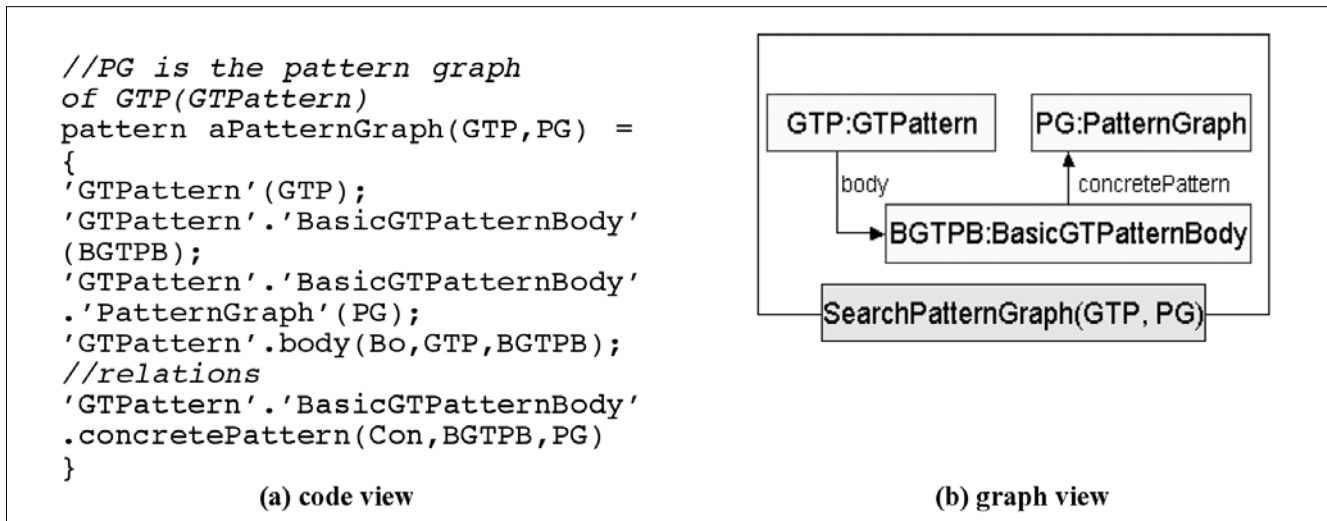 //PG is the pattern graph
of GTP(GTPattern)
pattern aPatternGraph(GTP,PG) =
{
’GTPattern’(GTP);
’GTPattern’.’BasicGTPatternBody’
(BGTPB);
’GTPattern’.’BasicGTPatternBody’
.’PatternGraph’(PG);
’GTPattern’.body(Bo,GTP,BGTPB);
//relations
’GTPattern’.’BasicGTPatternBody’
.concretePattern(Con,BGTPB,PG)
}
(a) code view
GTP:GTPattern
PG:PatternGraph
body
concretePattern
BGTPB:BasicGTPatternBody
SearchPatternGraph(GTP, PG)
(b) graph view